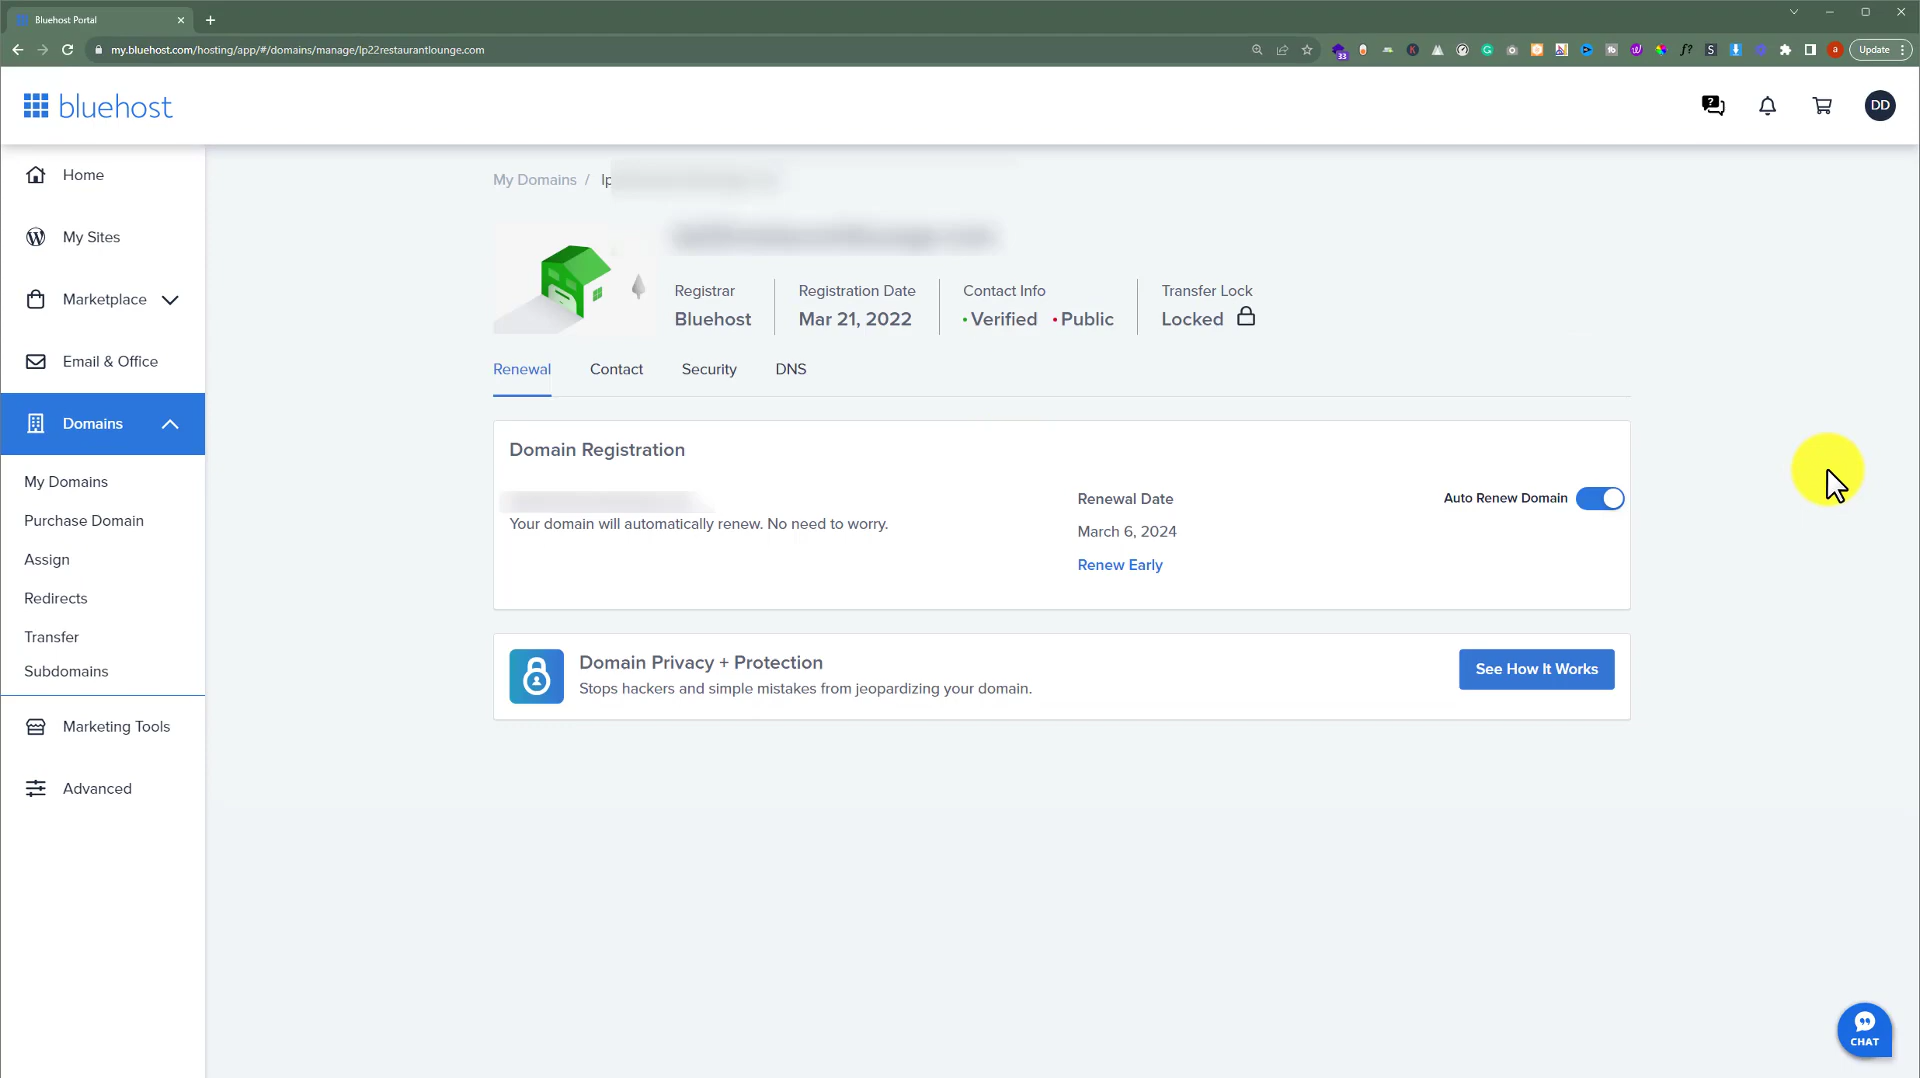 Bluehost Portal
my.bluehost.com/hosting/app/#/domains/manage/lp22restaurantlounge.com
33
f?
S
a
Update
bluehost
DD
Home
My Sites
Marketplace
Email & Office
Domains
My Domains
Purchase Domain
Assign
Redirects
Transfer
Subdomains
Marketing Tools
Advanced
My Domains / lp
Registrar
Bluehost
Registration Date
Mar 21, 2022
Contact Info
Verified Public
Transfer Lock
Locked
Renewal Contact Security DNS
Domain Registration
Your domain will automatically renew. No need to worry.
Renewal Date
March 6, 2024
Renew Early
Auto Renew Domain
Domain Privacy + Protection
Stops hackers and simple mistakes from jeopardizing your domain.
See How It Works
CHAT